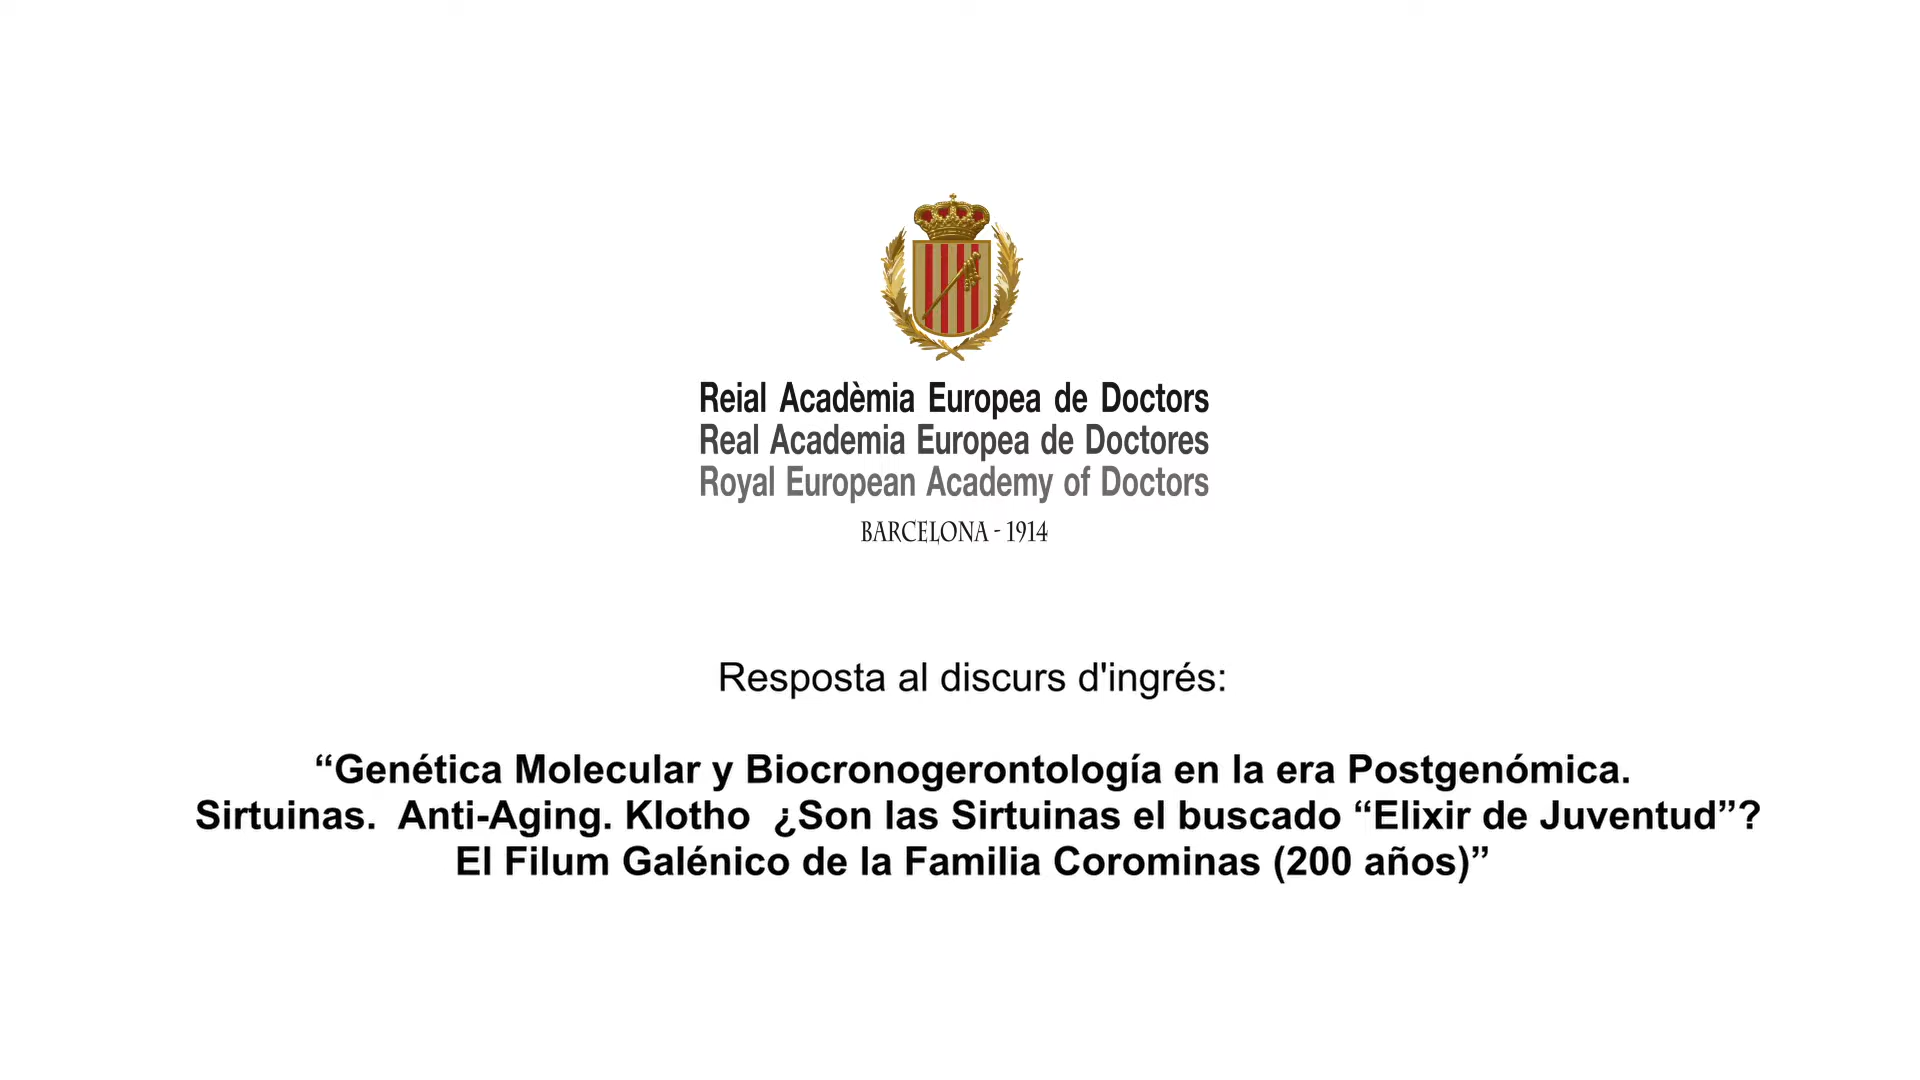 Reial Acadèmia Europea de Doctors
Real Academia Europea de Doctores
Royal European Academy of Doctors
BARCELONA - 1914
Resposta al discurs d'ingrés:
“Genética Molecular y Biocronogerontología en la era Postgenómica.
Sirtuinas. Anti-Aging. Klotho ¿Son las Sirtuinas el buscado “Elixir de Juventud”?
El Filum Galénico de la Familia Corominas (200 años)”